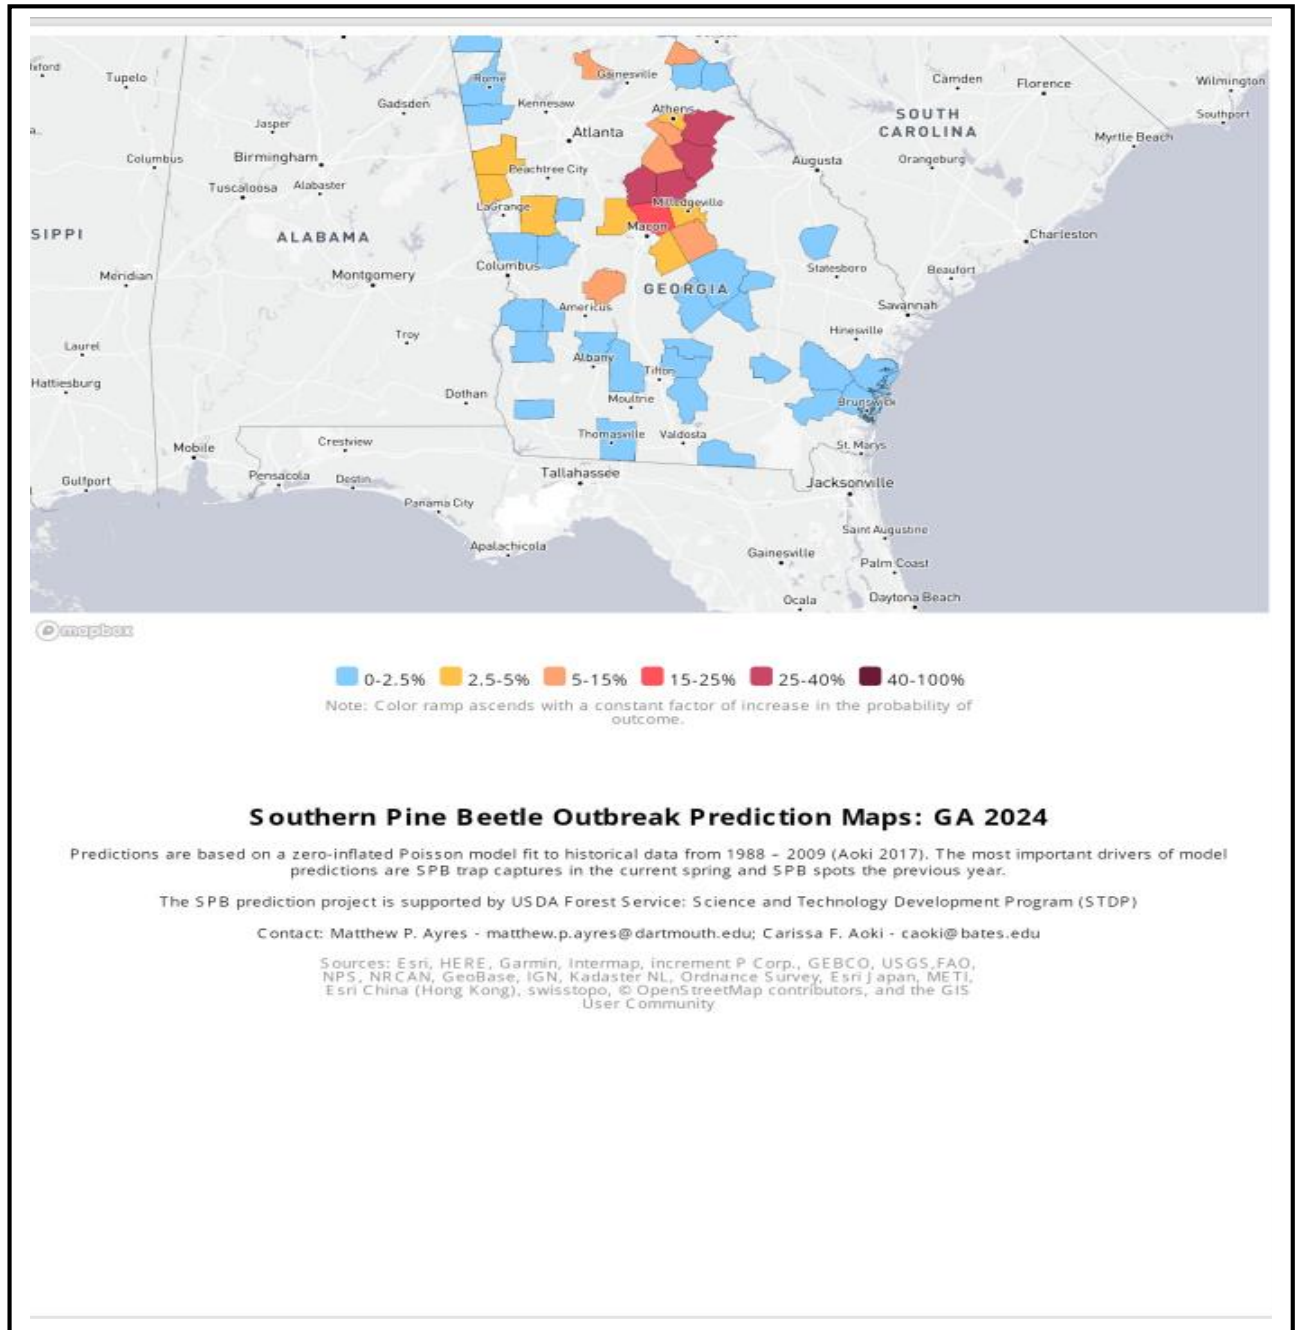 Tupelo
Rome
Gainesville
Camden
Florence
Wilmington
Gadsden
Kennesaw
Athens
SOUTH
CAROLINA
Southport
Jasper
Atlanta
Myrtle Beach
Columbus
Birmingham
Peachtree City
Augusta
Orangeburg
Tuscaloosa
Alabaster
LaGrange
Milledgeville
SIPPI
ALABAMA
Macon
Charleston
Meridian
Montgomery
Columbus
GEORGIA
Statesboro
Beaufort
Americus
Savannah
Troy
Hinesville
Laurel
Albany
Tifton
Hattiesburg
Dothan
Moultrie
Brunswick
Mobile
Crestview
Thomasville
Valdosta
St. Marys
Gulfport
Pensacola
Destin
Tallahassee
Jacksonville
Panama City
Saint Augustine
Apalachicola
Gainesville
Palm Coast
Ocala
Daytona Beach
mapbox
0-2.5% 2.5-5% 5-15% 15-25% 25-40% 40-100%
Note: Color ramp ascends with a constant factor of increase in the probability of
outcome.
Southern Pine Beetle Outbreak Prediction Maps: GA 2024
Predictions are based on a zero-inflated Poisson model fit to historical data from 1988 – 2009 (Aoki 2017). The most important drivers of model
predictions are SPB trap captures in the current spring and SPB spots the previous year.
The SPB prediction project is supported by USDA Forest Service: Science and Technology Development Program (STDP)
Contact: Matthew P. Ayres - matthew.p.ayres@dartmouth.edu; Carissa F. Aoki - caoki@bates.edu
Sources: Esri, HERE, Garmin, Intermap, increment P Corp., GEBCO, USGS,FAO,
NPS, NRCAN, GeoBase, IGN, Kadaster NL, Ordnance Survey, Esri Japan, METI,
Esri China (Hong Kong), swisstopo, © OpenStreetMap contributors, and the GIS
User Community